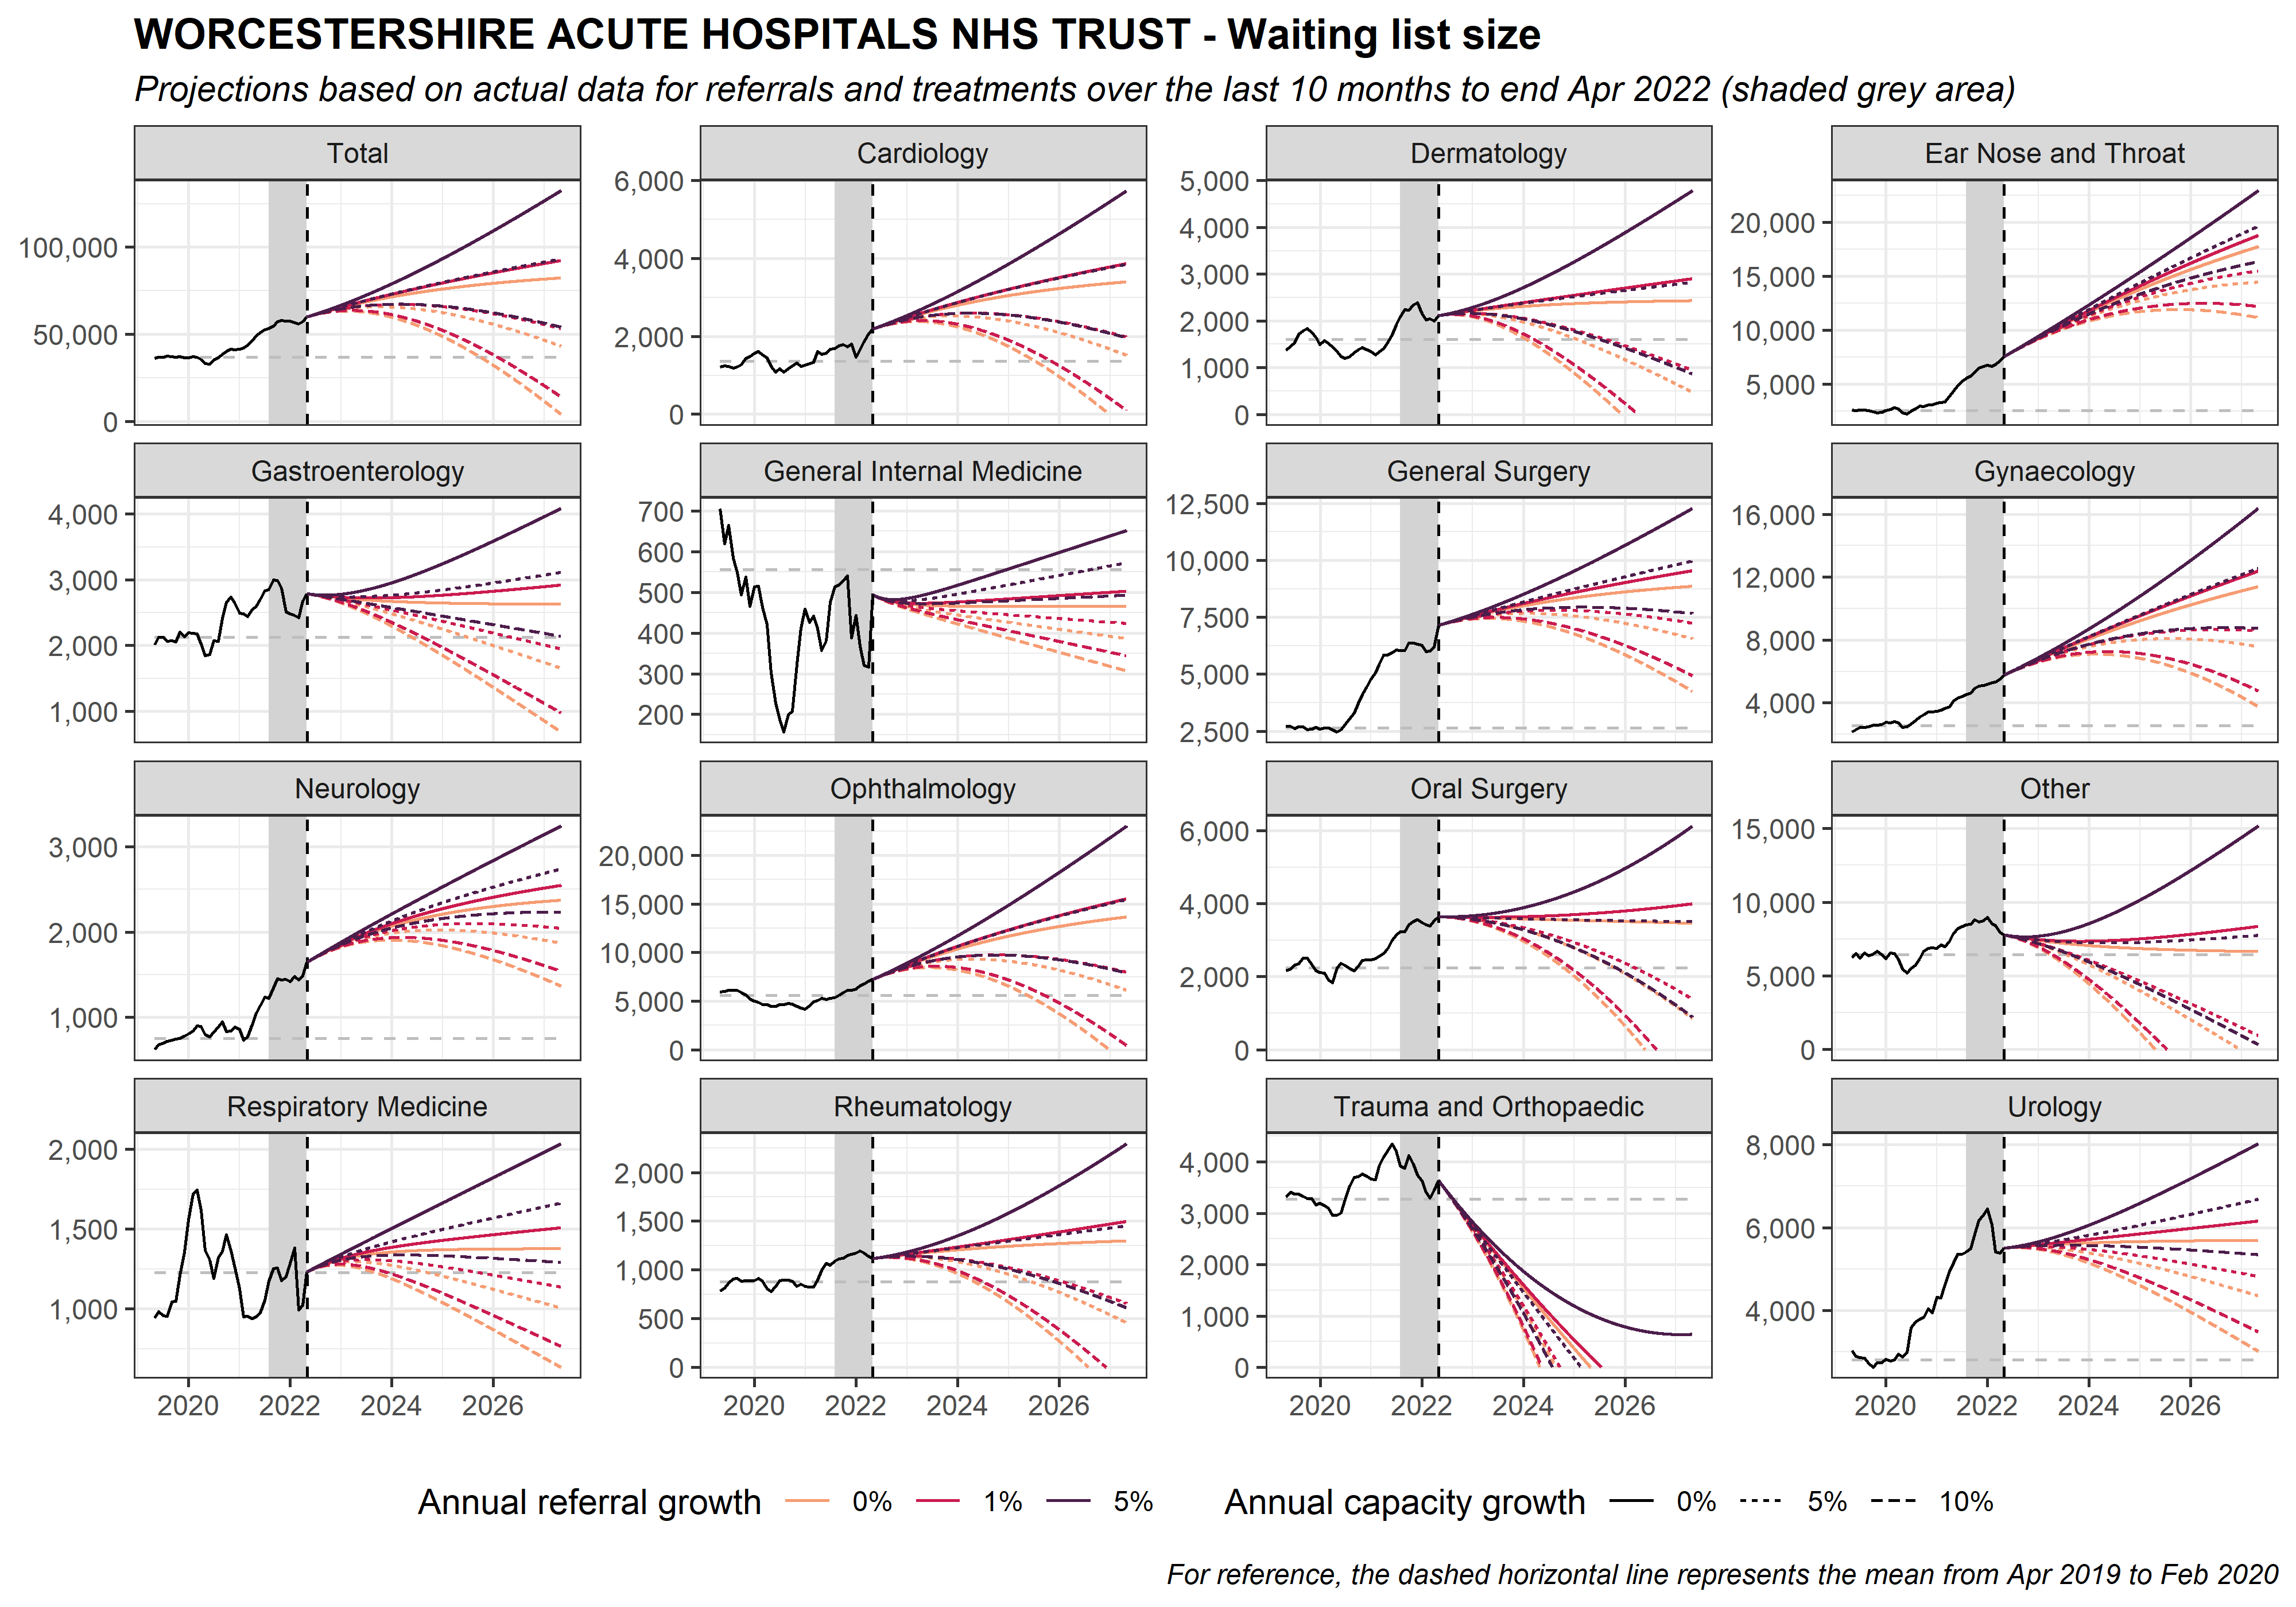 WORCESTERSHIRE ACUTE HOSPITALS NHS TRUST - Waiting list size
Projections based on actual data for referrals and treatments over the last 10 months to end Apr 2022 (shaded grey area)
Total
Cardiology
Dermatology
Ear Nose and Throat
100,000
50,000
0
6,000
4,000
2,000
0
5,000
4,000
3,000
2,000
1,000
0
20,000
15,000
10,000
5,000
Gastroenterology
General Internal Medicine
General Surgery
Gynaecology
4,000
3,000
2,000
1,000
700
600
500
400
300
200
12,500
10,000
7,500
5,000
2,500
16,000
12,000
8,000
4,000
Neurology
Ophthalmology
Oral Surgery
Other
3,000
2,000
1,000
20,000
15,000
10,000
5,000
0
6,000
4,000
2,000
0
15,000
10,000
5,000
0
Respiratory Medicine
Rheumatology
Trauma and Orthopaedic
Urology
2,000
1,500
1,000
2,000
1,500
1,000
500
0
4,000
3,000
2,000
1,000
0
8,000
6,000
4,000
2020 2022 2024 2026
2020 2022 2024 2026
2020 2022 2024 2026
2020 2022 2024 2026
Annual referral growth 0% 1% 5%
Annual capacity growth 0% 5% 10%
For reference, the dashed horizontal line represents the mean from Apr 2019 to Feb 2020